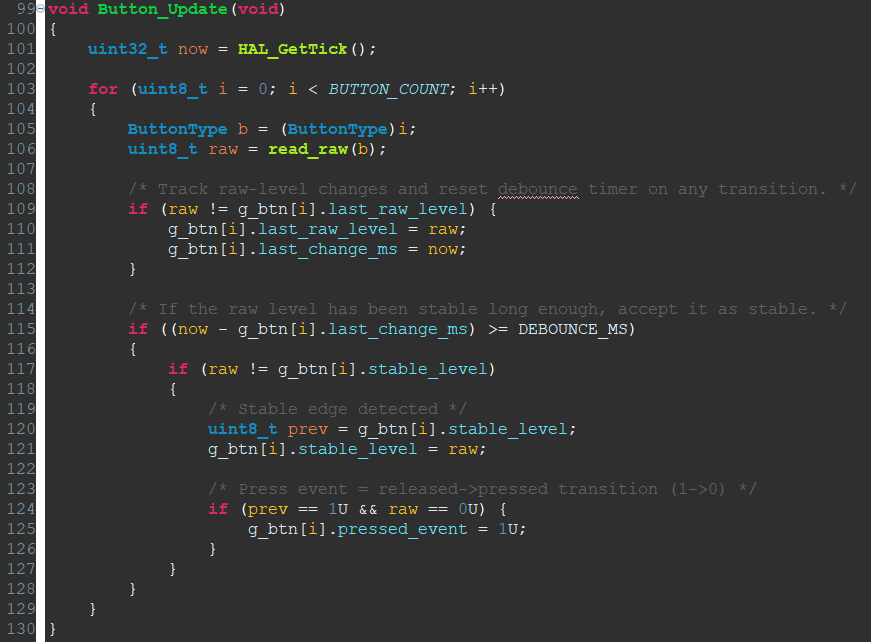 99 void Button_Update(void)
100 {
101     uint32_t now = HAL_GetTick();
102
103     for (uint8_t i = 0; i < BUTTON_COUNT; i++)
104     {
105         ButtonType b = (ButtonType)i;
106         uint8_t raw = read_raw(b);
107
108         /* Track raw-level changes and reset debounce timer on any transition. */
109         if (raw != g_btn[i].last_raw_level) {
110             g_btn[i].last_raw_level = raw;
111             g_btn[i].last_change_ms = now;
112         }
113
114         /* If the raw level has been stable long enough, accept it as stable. */
115         if ((now - g_btn[i].last_change_ms) >= DEBOUNCE_MS)
116         {
117             if (raw != g_btn[i].stable_level)
118             {
119                 /* Stable edge detected */
120                 uint8_t prev = g_btn[i].stable_level;
121                 g_btn[i].stable_level = raw;
122
123                 /* Press event = released->pressed transition (1->0) */
124                 if (prev == 1U && raw == 0U) {
125                     g_btn[i].pressed_event = 1U;
126                 }
127             }
128         }
129     }
130 }